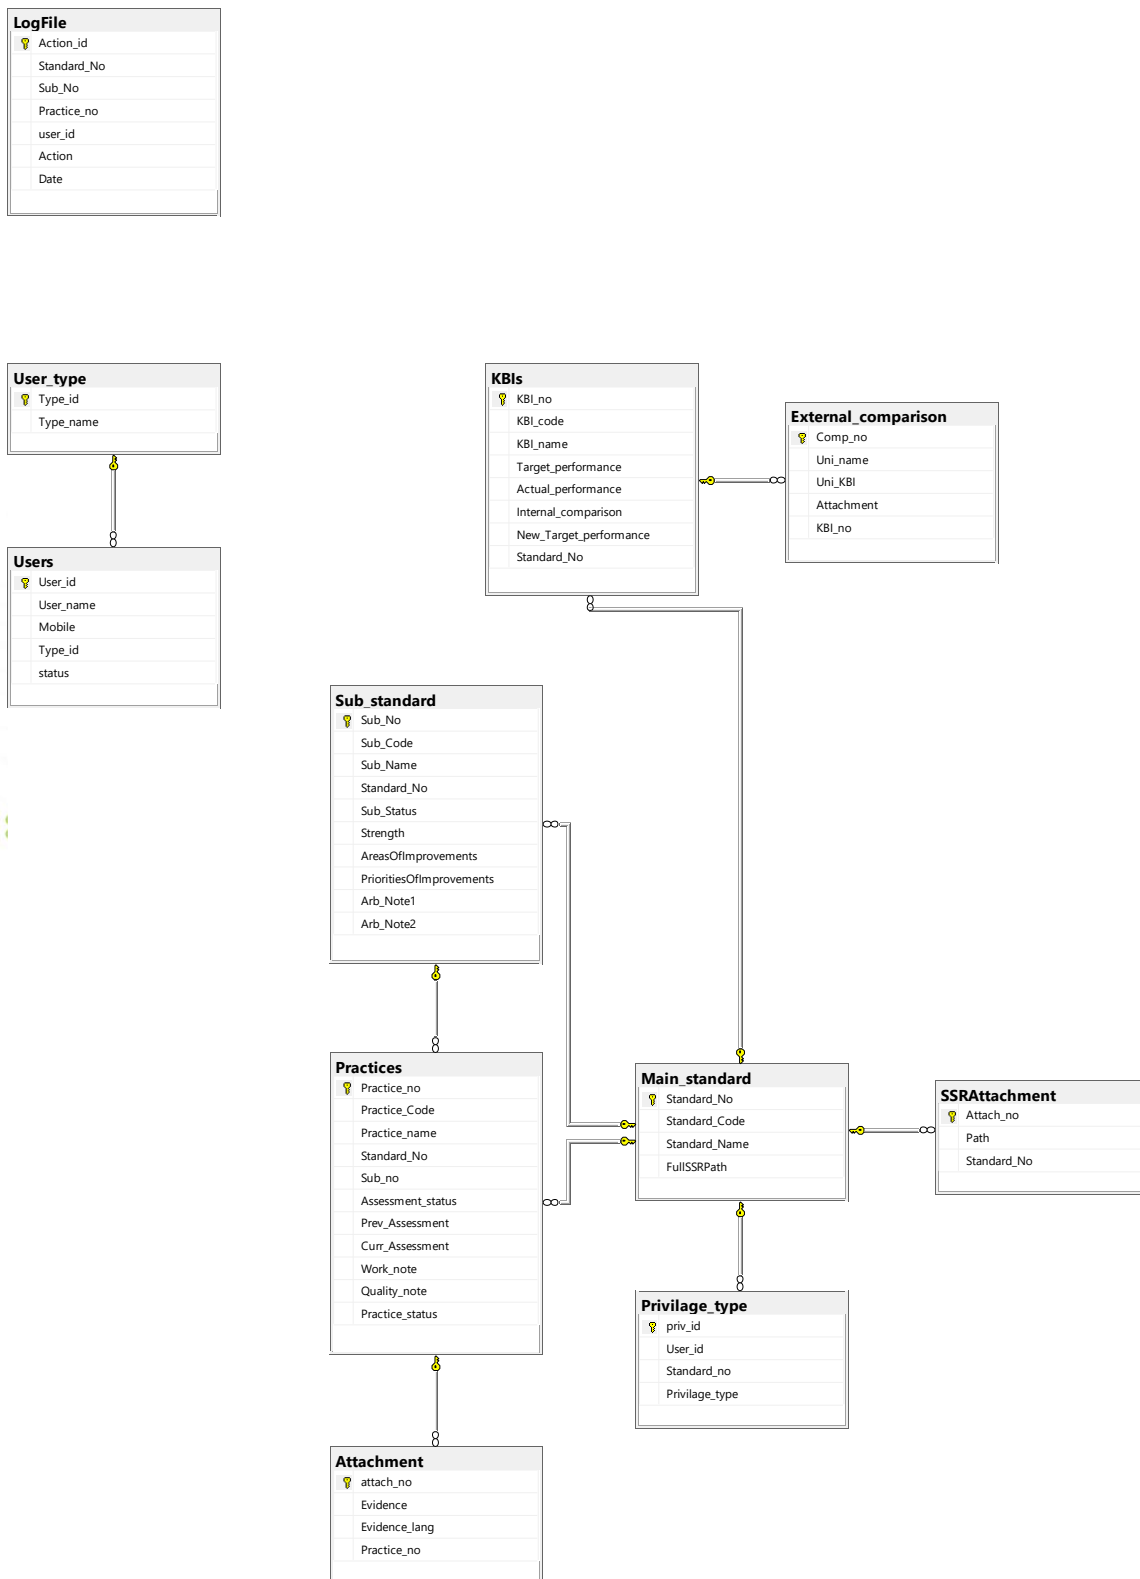 LogFile
Action_id
Standard_No
Sub_No
Practice_no
user_id
Action
Date
User_type
Type_id
Type_name
Users
User_id
User_name
Mobile
Type_id
status
KBIs
KBI_no
KBI_code
KBI_name
Target_performance
Actual_performance
Internal_comparison
New_Target_performance
Standard_No
External_comparison
Comp_no
Uni_name
Uni_KBI
Attachment
KBI_no
Sub_standard
Sub_No
Sub_Code
Sub_Name
Standard_No
Sub_Status
Strength
AreasOfImprovements
PrioritiesOfImprovements
Arb_Note1
Arb_Note2
Practices
Practice_no
Practice_Code
Practice_name
Standard_No
Sub_no
Assessment_status
Prev_Assessment
Curr_Assessment
Work_note
Quality_note
Practice_status
Main_standard
Standard_No
Standard_Code
Standard_Name
FullSSRPath
SSRAttachment
Attach_no
Path
Standard_No
Privilage_type
priv_id
User_id
Standard_no
Privilage_type
Attachment
attach_no
Evidence
Evidence_lang
Practice_no